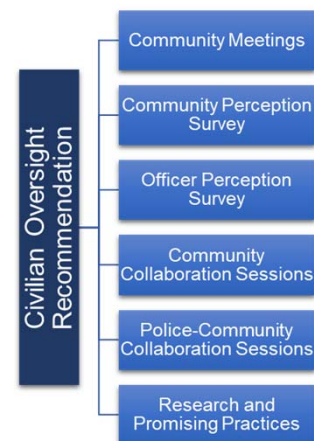 Civilian Oversight
Recommendation
Community Meetings
Community Perception
Survey
Officer Perception
Survey
Community
Collaboration Sessions
Police-Community
Collaboration Sessions
Research and
Promising Practices